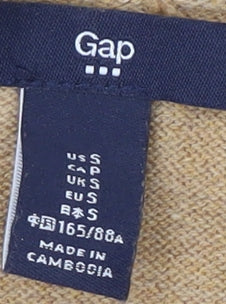 Gap
US S
CA P
UK S
EU S
日本 S
中国 165/88A
MADE IN
CAMBODIA